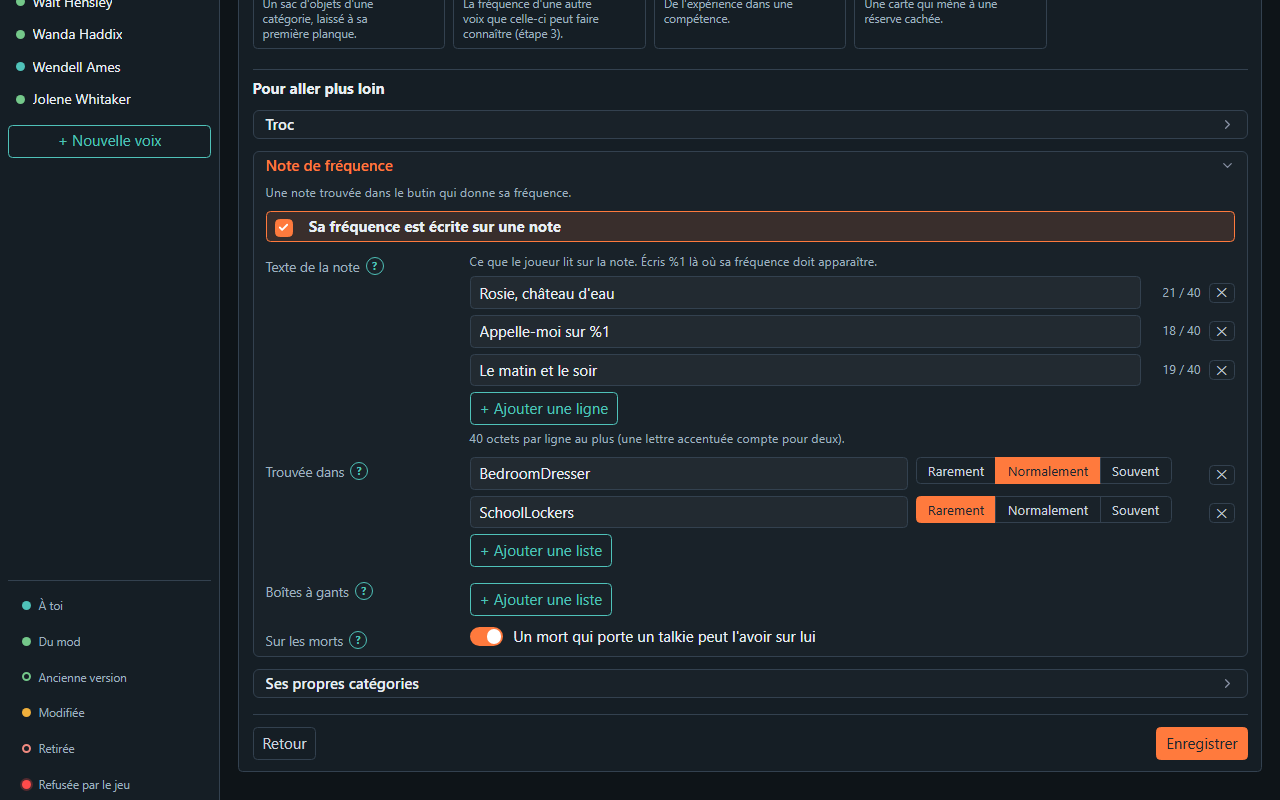 Walt Hensley
Wanda Haddix
Wendell Ames
Jolene Whitaker
+ Nouvelle voix
À toi
Du mod
Ancienne version
Modifiée
Retirée
Refusée par le jeu
Un sac d'objets d'une
catégorie, laissé à sa
première planque.
La fréquence d'une autre
voix que celle-ci peut faire
connaître (étape 3).
De l'expérience dans une
compétence.
Une carte qui mène à une
réserve cachée.
Pour aller plus loin
Troc
Note de fréquence
Une note trouvée dans le butin qui donne sa fréquence.
Sa fréquence est écrite sur une note
Texte de la note ?
Ce que le joueur lit sur la note. Écris %1 là où sa fréquence doit apparaître.
Rosie, château d'eau 21 / 40
Appelle-moi sur %1 18 / 40
Le matin et le soir 19 / 40
+ Ajouter une ligne
40 octets par ligne au plus (une lettre accentuée compte pour deux).
Trouvée dans ?
BedroomDresser Rarement Normalement Souvent
SchoolLockers Rarement Normalement Souvent
+ Ajouter une liste
Boîtes à gants ?
+ Ajouter une liste
Sur les morts ?
Un mort qui porte un talkie peut l'avoir sur lui
Ses propres catégories
Retour
Enregistrer